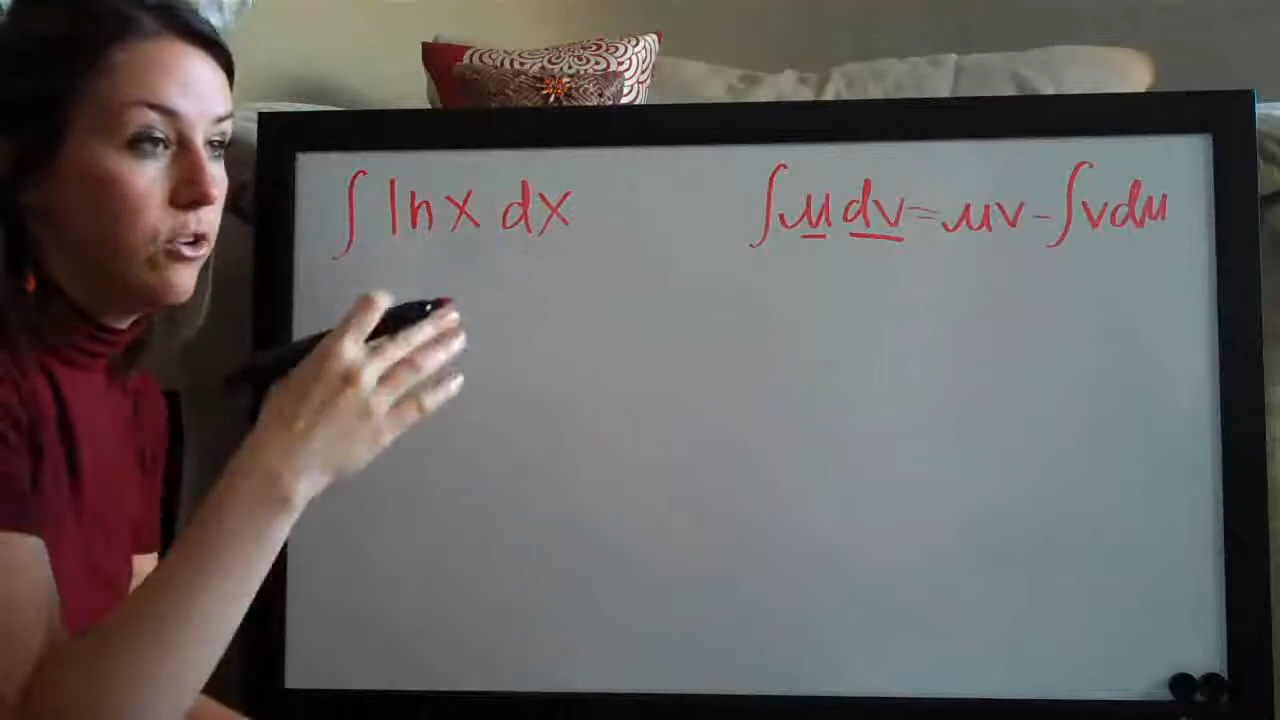 ∫ ln x dx
∫ u dv = uv - ∫ v du